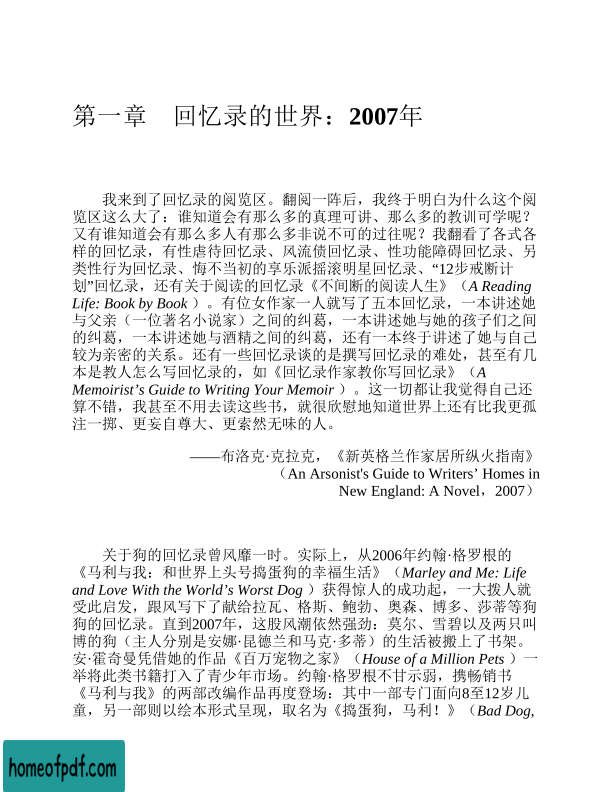 第一章　回忆录的世界：2007年
我来到了回忆录的阅览区。翻阅一阵后，我终于明白为什么这个阅
览区这么大了：谁知道会有那么多的真理可讲、那么多的教训可学呢？
又有谁知道会有那么多人有那么多非说不可的过往呢？我翻看了各式各
样的回忆录，有性虐待回忆录、风流债回忆录、性功能障碍回忆录、另
类性行为回忆录、悔不当初的享乐派摇滚明星回忆录、“12步戒断计
划”回忆录，还有关于阅读的回忆录《不间断的阅读人生》（A Reading
Life: Book by Book ）。有位女作家一人就写了五本回忆录，一本讲述她
与父亲（一位著名小说家）之间的纠葛，一本讲述她与她的孩子们之间
的纠葛，一本讲述她与酒精之间的纠葛，还有一本终于讲述了她与自己
较为亲密的关系。还有一些回忆录谈的是撰写回忆录的难处，甚至有几
本是教人怎么写回忆录的，如《回忆录作家教你写回忆录》（A
Memoirist’s Guide to Writing Your Memoir ）。这一切都让我觉得自己还
算不错，我甚至不用去读这些书，就很欣慰地知道世界上还有比我更孤
注一掷、更妄自尊大、更索然无味的人。
——布洛克·克拉克，《新英格兰作家居所纵火指南》
（An Arsonist's Guide to Writers’ Homes in
New England: A Novel，2007）
关于狗的回忆录曾风靡一时。实际上，从2006年约翰·格罗根的
《马利与我：和世界上头号捣蛋狗的幸福生活》（Marley and Me: Life
and Love With the World’s Worst Dog ）获得惊人的成功起，一大拨人就
受此启发，跟风写下了献给拉瓦、格斯、鲍勃、奥森、博多、莎蒂等狗
狗的回忆录。直到2007年，这股风潮依然强劲：莫尔、雪碧以及两只叫
博的狗（主人分别是安娜·昆德兰和马克·多蒂）的生活被搬上了书架。
安·霍奇曼凭借她的作品《百万宠物之家》（House of a Million Pets ）一
举将此类书籍打入了青少年市场。约翰·格罗根不甘示弱，携畅销书
《马利与我》的两部改编作品再度登场：其中一部专门面向8至12岁儿
童，另一部则以绘本形式呈现，取名为《捣蛋狗，马利！》（Bad Dog,
homeofpdf.com